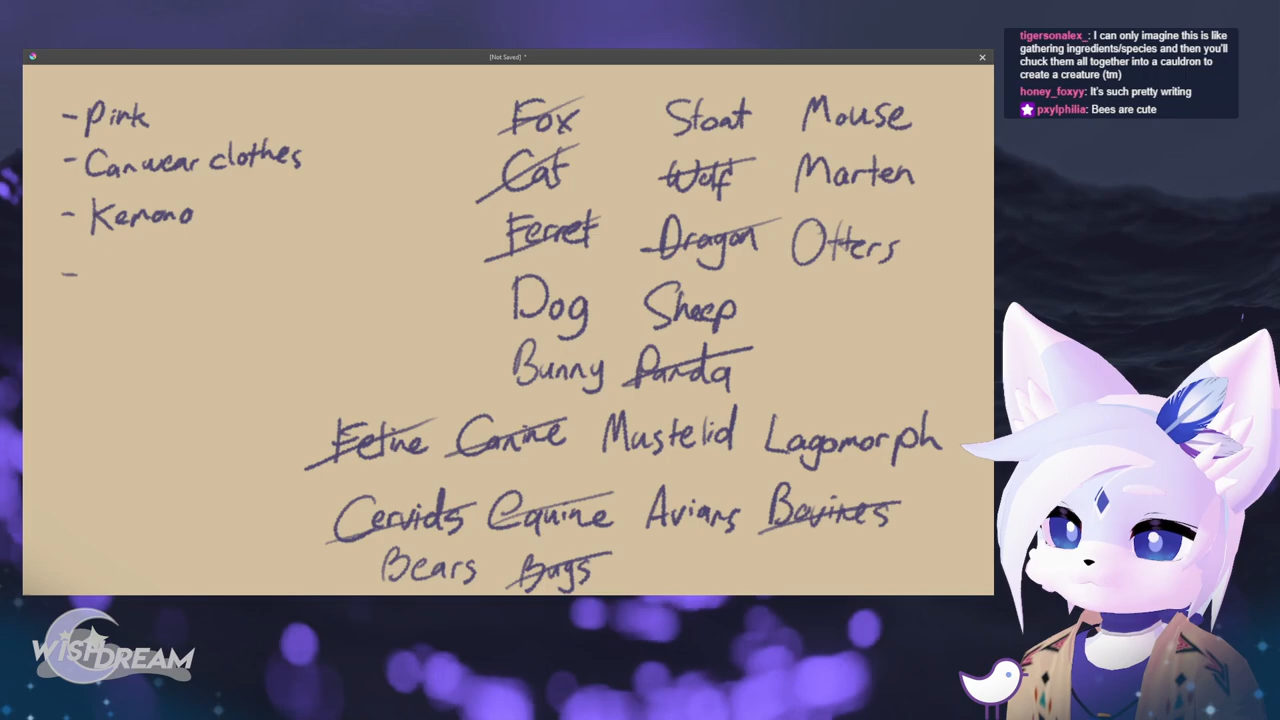 [Not Saved] *
tigersonalex_: I can only imagine this is like
gathering ingredients/species and then you'll
chuck them all together into a cauldron to
create a creature (tm)
honey_foxyy: It's such pretty writing
pxylphilia: Bees are cute
- Pink
- Can wear clothes
- Kemono
-
Fox Stoat Mouse
Cat Wolf Marten
Ferret Dragon Otters
Dog Sheep
Bunny Panda
Feline Canine Mustelid Lagomorph
Cervids Equine Avians Bovines
Bears Bugs
WISHDREAM